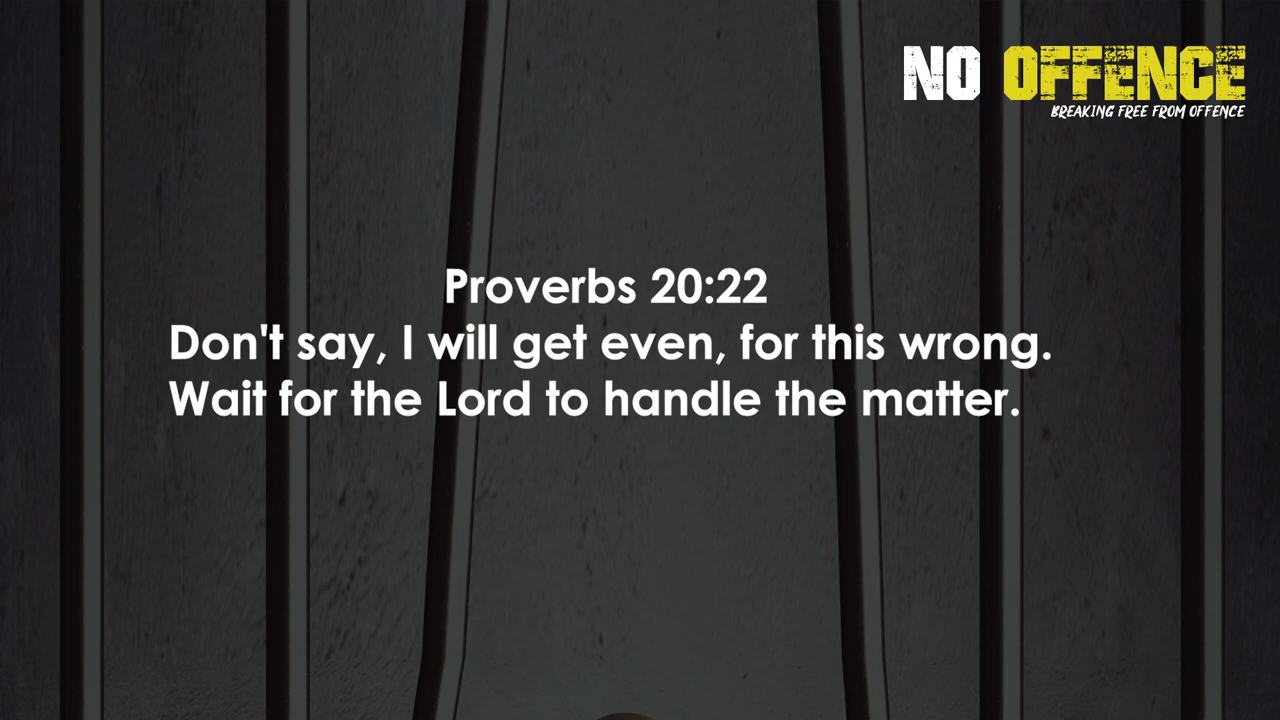 NO OFFENCE
BREAKING FREE FROM OFFENCE
Proverbs 20:22
Don't say, I will get even, for this wrong.
Wait for the Lord to handle the matter.